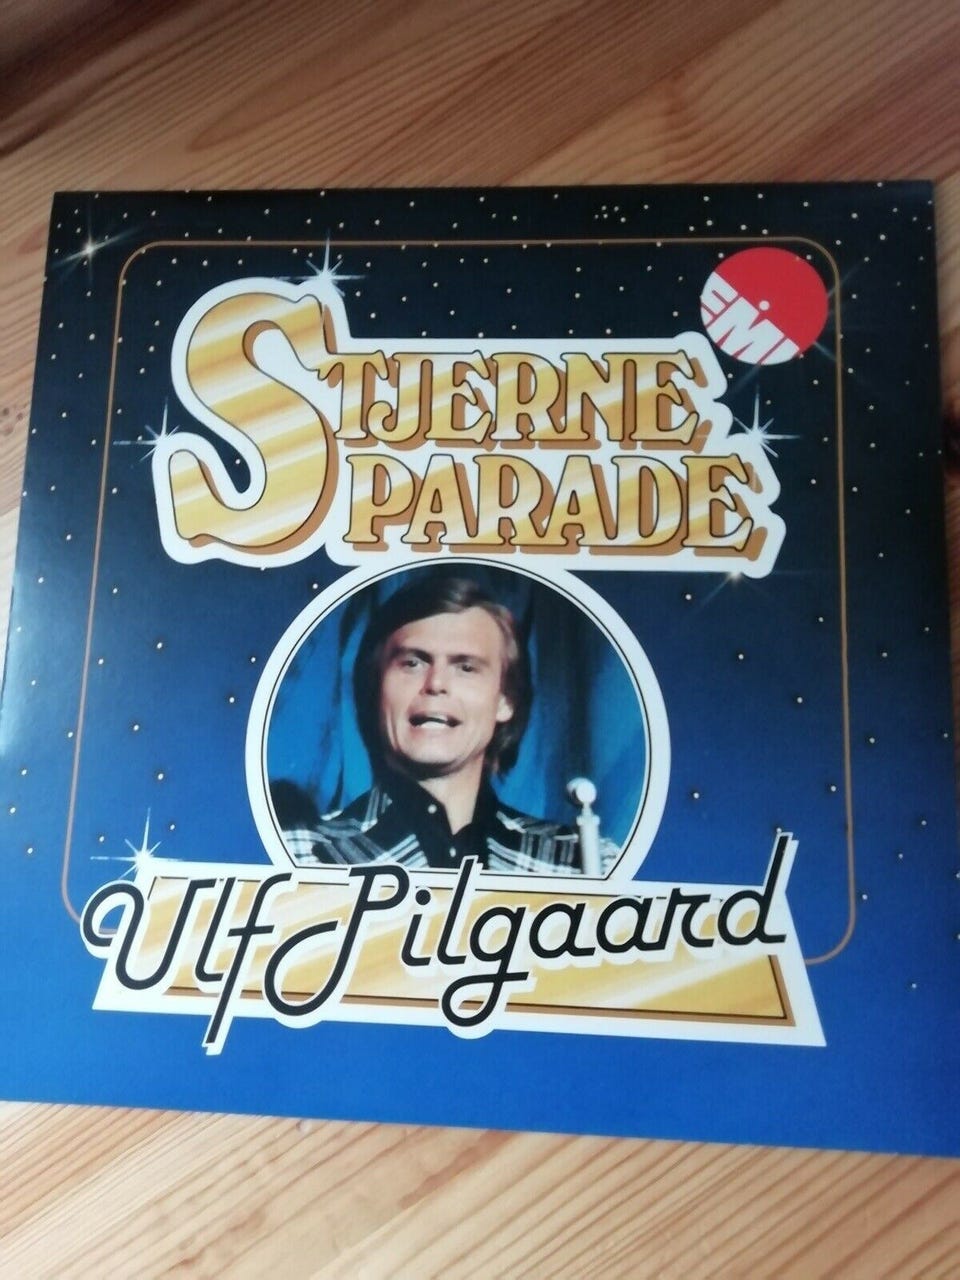 EMI
STJERNE
PARADE
Ulf Pilgaard